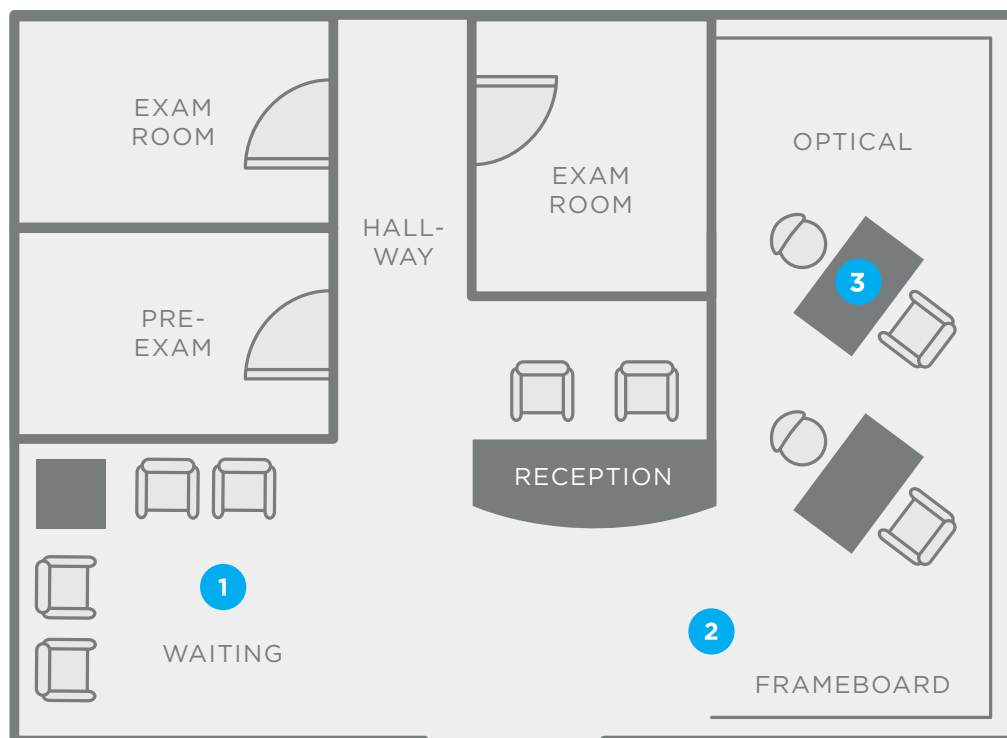 EXAM
ROOM
EXAM
ROOM
OPTICAL
HALL-
WAY
PRE-
EXAM
3
RECEPTION
1
WAITING
2
FRAMEBOARD